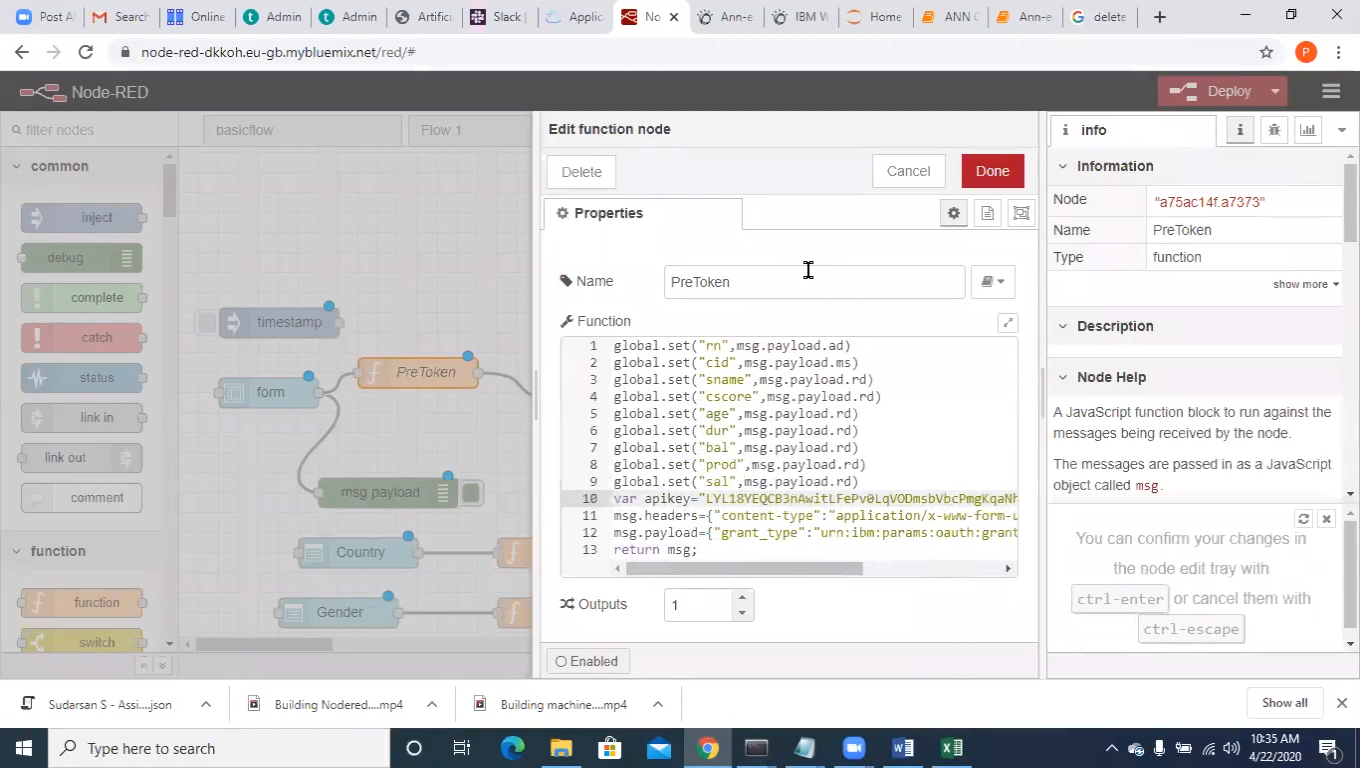 Post A
Search
Online
Admin
Admin
Artific
Slack |
Applic
No
Ann-e
IBM W
Home
ANN C
Ann-e
delete
node-red-dkkoh.eu-gb.mybluemix.net/red/#
P
Node-RED
Deploy
filter nodes
basicflow
Flow 1
Edit function node
info
common
Delete
Cancel
Done
Information
Node "a75ac14f.a7373"
inject
Properties
Name PreToken
debug
Type function
complete
Name
PreToken
show more
timestamp
Function
Description
catch
1 global.set("rn",msg.payload.ad)
2 global.set("cid",msg.payload.ms)
3 global.set("sname",msg.payload.rd)
4 global.set("cscore",msg.payload.rd)
5 global.set("age",msg.payload.rd)
6 global.set("dur",msg.payload.rd)
7 global.set("bal",msg.payload.rd)
8 global.set("prod",msg.payload.rd)
9 global.set("sal",msg.payload.rd)
10 var apikey="LYL18YEQCB3nAwitLFePv0LqVODmsbVbcPmgKqaNh
11 msg.headers={"content-type":"application/x-www-form-u
12 msg.payload={"grant_type":"urn:ibm:params:oauth:grant
13 return msg;
status
PreToken
form
link in
link out
msg payload
comment
function
Country
function
Gender
switch
Outputs
1
Enabled
Node Help
A JavaScript function block to run against the
messages being received by the node.
The messages are passed in as a JavaScript
object called msg.
You can confirm your changes in
the node edit tray with
ctrl-enter or cancel them with
ctrl-escape
Sudarsan S - Assi....json
Building Nodered....mp4
Building machine....mp4
Show all
Type here to search
10:35 AM
4/22/2020
1